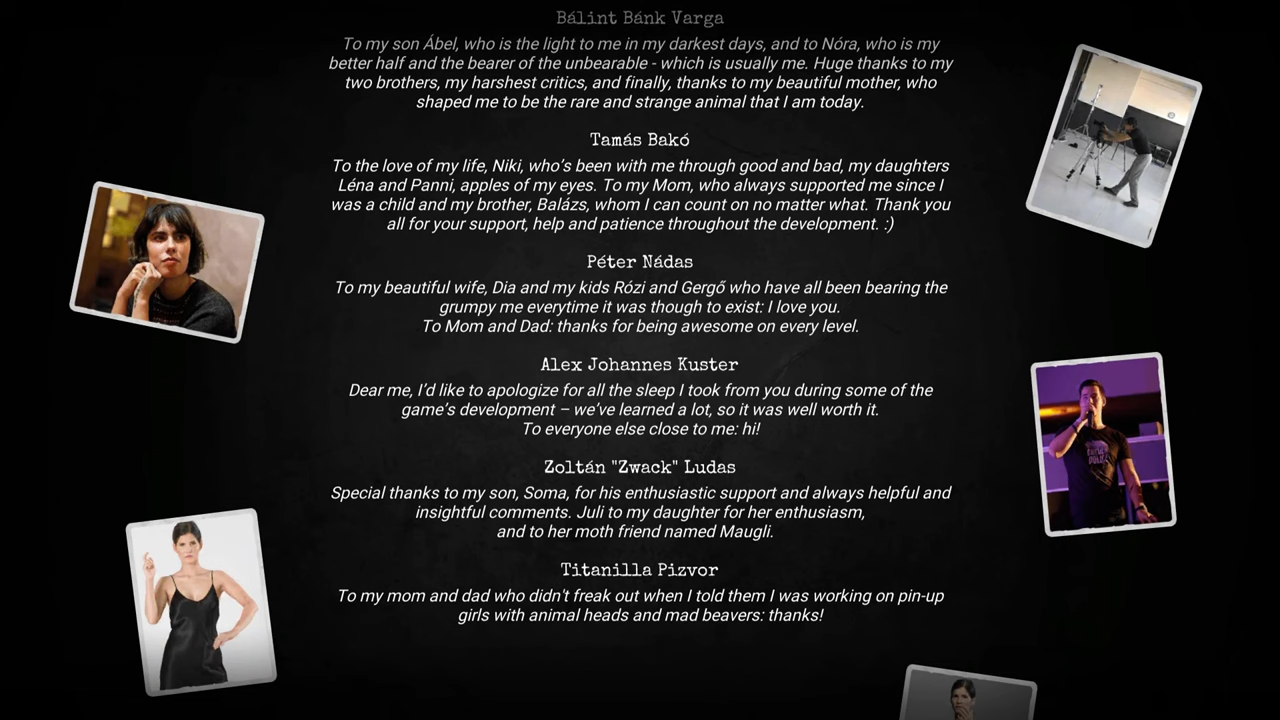 Bálint Bánk Varga
To my son Ábel, who is the light to me in my darkest days, and to Nóra, who is my
better half and the bearer of the unbearable - which is usually me. Huge thanks to my
two brothers, my harshest critics, and finally, thanks to my beautiful mother, who
shaped me to be the rare and strange animal that I am today.
Tamás Bakó
To the love of my life, Niki, who's been with me through good and bad, my daughters
Léna and Panni, apples of my eyes. To my Mom, who always supported me since I
was a child and my brother, Balázs, whom I can count on no matter what. Thank you
all for your support, help and patience throughout the development. :)
Péter Nádas
To my beautiful wife, Dia and my kids Rózi and Gergő who have all been bearing the
grumpy me everytime it was though to exist: I love you.
To Mom and Dad: thanks for being awesome on every level.
Alex Johannes Kuster
Dear me, I'd like to apologize for all the sleep I took from you during some of the
game's development – we've learned a lot, so it was well worth it.
To everyone else close to me: hi!
Zoltán "Zwack" Ludas
Special thanks to my son, Soma, for his enthusiastic support and always helpful and
insightful comments. Juli to my daughter for her enthusiasm,
and to her moth friend named Maugli.
Titanilla Pizvor
To my mom and dad who didn't freak out when I told them I was working on pin-up
girls with animal heads and mad beavers: thanks!